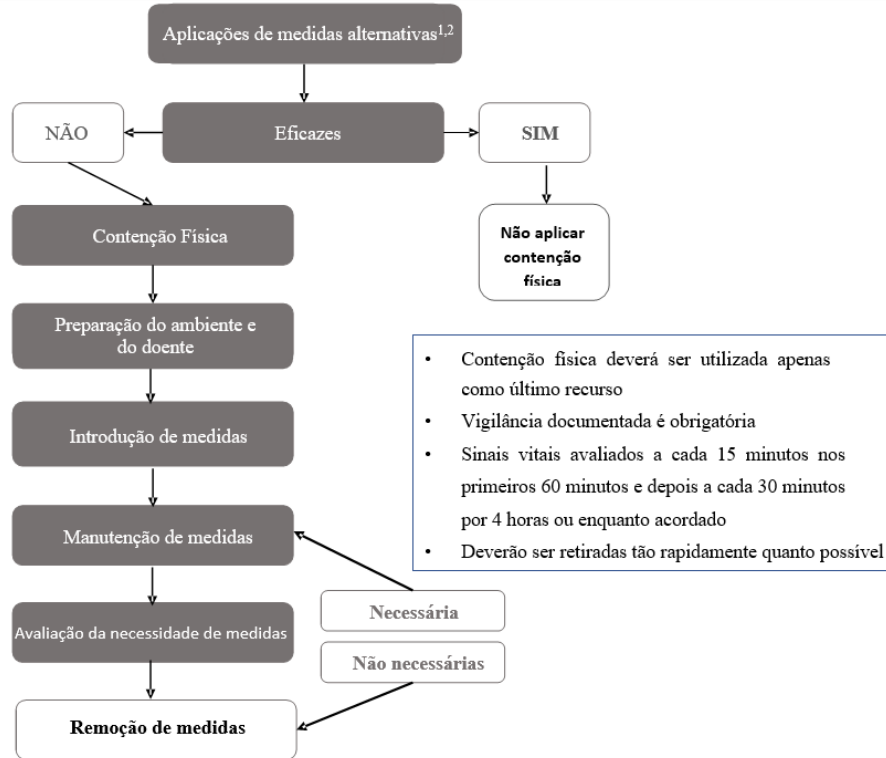 Aplicações de medidas alternativas1,2
NÃO
Eficazes
SIM
Contenção Física
Não aplicar
contenção
física
Preparação do ambiente e
do doente
Introdução de medidas
• Contenção física deverá ser utilizada apenas
como último recurso
• Vigilância documentada é obrigatória
• Sinais vitais avaliados a cada 15 minutos nos
primeiros 60 minutos e depois a cada 30 minutos
por 4 horas ou enquanto acordado
• Deverão ser retiradas tão rapidamente quanto possível
Manutenção de medidas
Necessária
Avaliação da necessidade de medidas
Não necessárias
Remoção de medidas